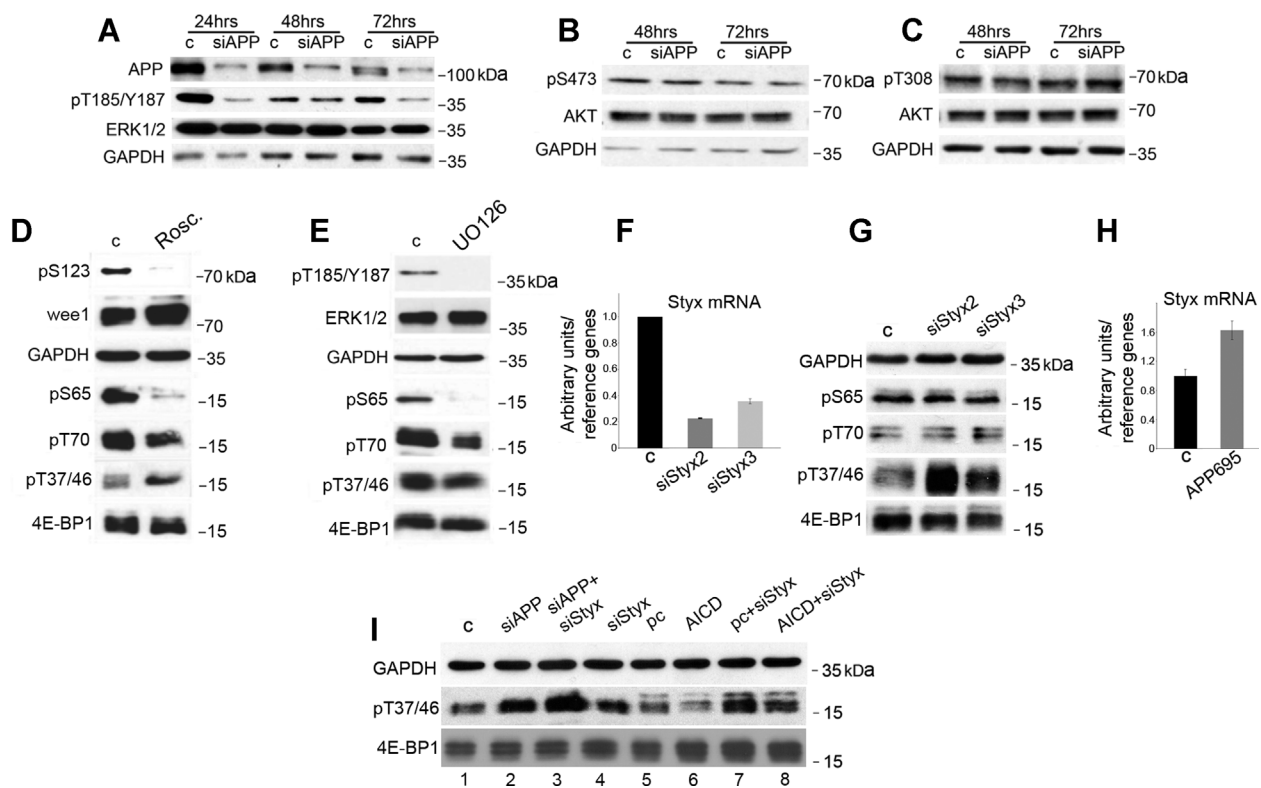 A
24hrs 48hrs 72hrs
c siAPP c siAPP c siAPP
APP -100 kDa
pT185/Y187 -35
ERK1/2 -35
GAPDH -35
B
48hrs 72hrs
c siAPP c siAPP
pS473 -70 kDa
AKT -70
GAPDH -35
C
48hrs 72hrs
c siAPP c siAPP
pT308 -70 kDa
AKT -70
GAPDH -35
D
c Rosc.
pS123 -70 kDa
wee1 -70
GAPDH -35
pS65 -15
pT70 -15
pT37/46 -15
4E-BP1 -15
E
c UO126
pT185/Y187 -35 kDa
ERK1/2 -35
GAPDH -35
pS65 -15
pT70 -15
pT37/46 -15
4E-BP1 -15
F
Styx mRNA
Arbitrary units/
reference genes
1.0
0.8
0.6
0.4
0.2
0
c siStyx2 siStyx3
G
c siStyx2 siStyx3
GAPDH - 35 kDa
pS65 - 15
pT70 - 15
pT37/46 - 15
4E-BP1 - 15
H
Styx mRNA
Arbitrary units/
reference genes
1.6
1.2
0.8
0.4
0
c APP695
I
c siAPP siAPP+ siStyx siStyx pc AICD pc+siStyx AICD+siStyx
GAPDH - 35 kDa
pT37/46 - 15
4E-BP1 - 15
1 2 3 4 5 6 7 8